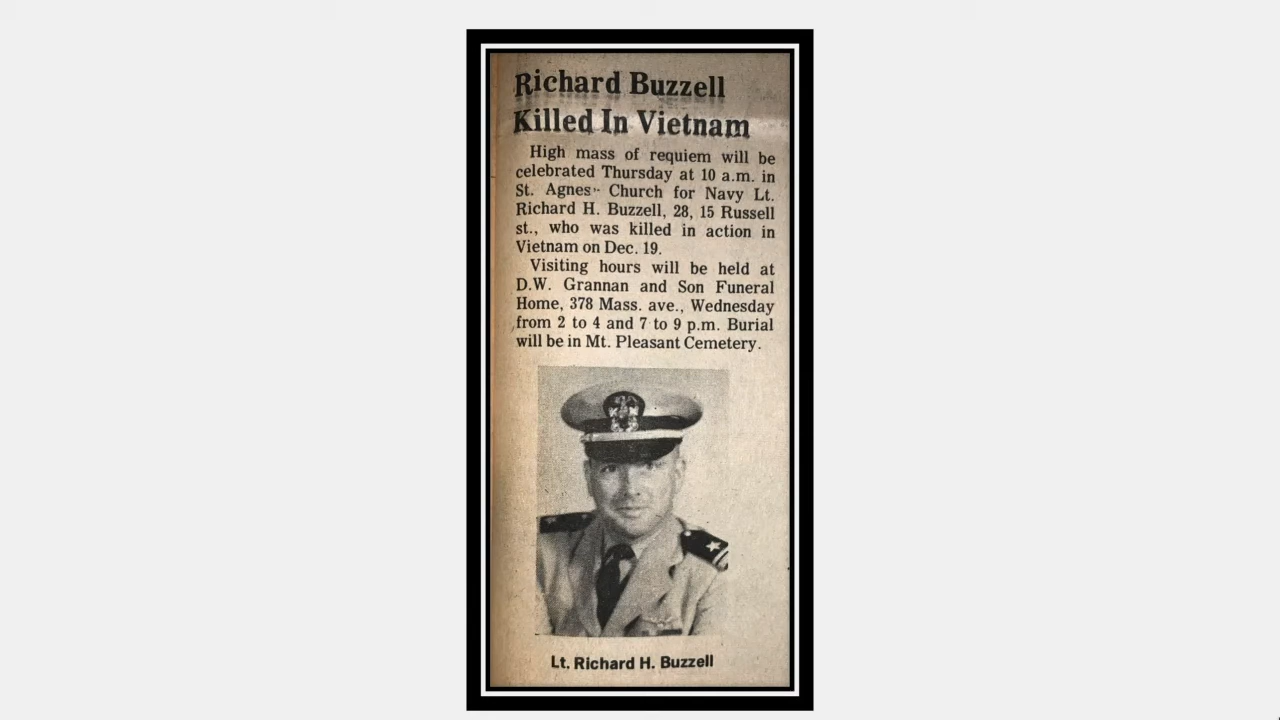 Richard Buzzell
Killed In Vietnam
High mass of requiem will be
celebrated Thursday at 10 a.m. in
St. Agnes Church for Navy Lt.
Richard H. Buzzell, 28, 15 Russell
st., who was killed in action in
Vietnam on Dec. 19.
Visiting hours will be held at
D.W. Grannan and Son Funeral
Home, 378 Mass. ave., Wednesday
from 2 to 4 and 7 to 9 p.m. Burial
will be in Mt. Pleasant Cemetery.
Lt. Richard H. Buzzell